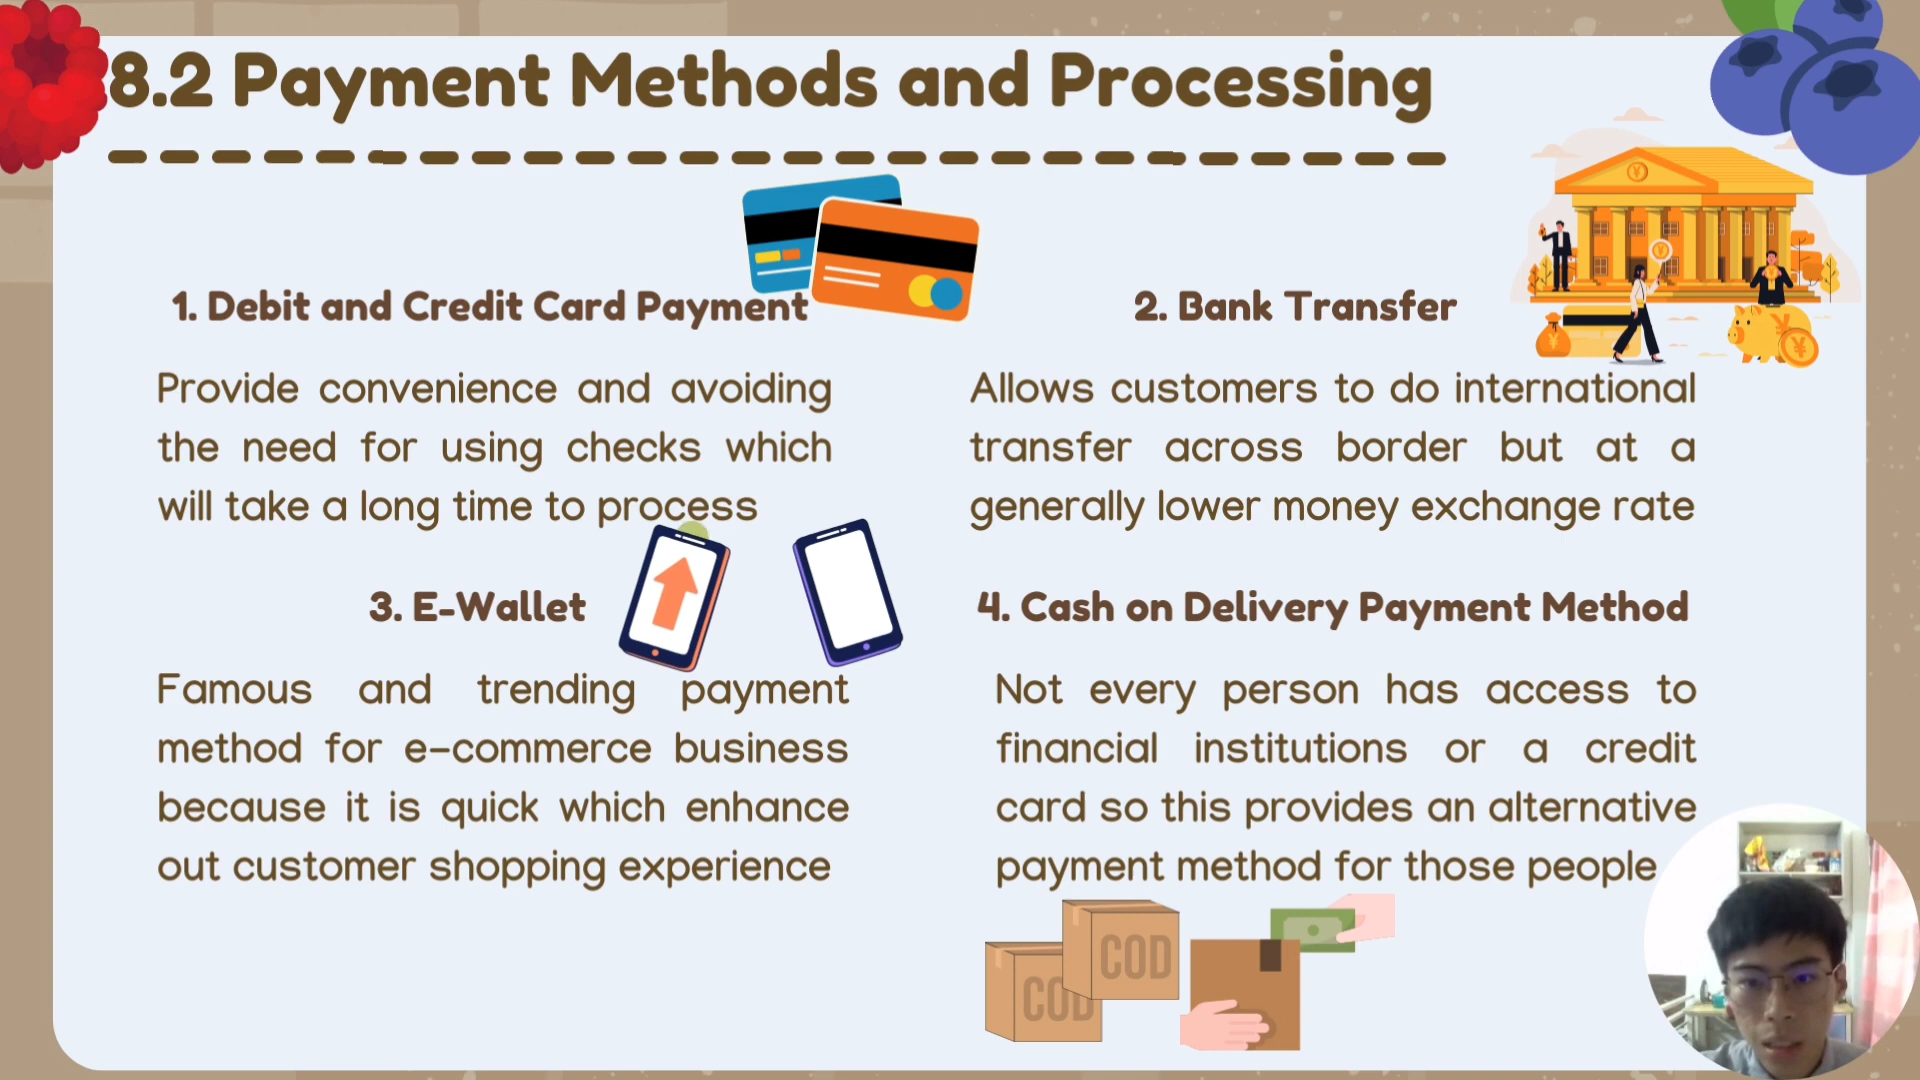 8.2 Payment Methods and Processing
1. Debit and Credit Card Payment
Provide convenience and avoiding
the need for using checks which
will take a long time to process
2. Bank Transfer
Allows customers to do international
transfer across border but at a
generally lower money exchange rate
3. E-Wallet
Famous and trending payment
method for e-commerce business
because it is quick which enhance
out customer shopping experience
4. Cash on Delivery Payment Method
Not every person has access to
financial institutions or a credit
card so this provides an alternative
payment method for those people
COD
COD